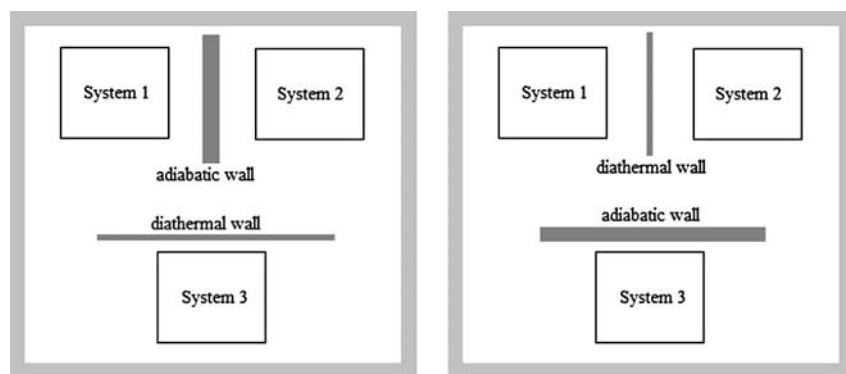 System 1
System 2
adiabatic wall
diathermal wall
System 3
System 1
System 2
diathermal wall
adiabatic wall
System 3